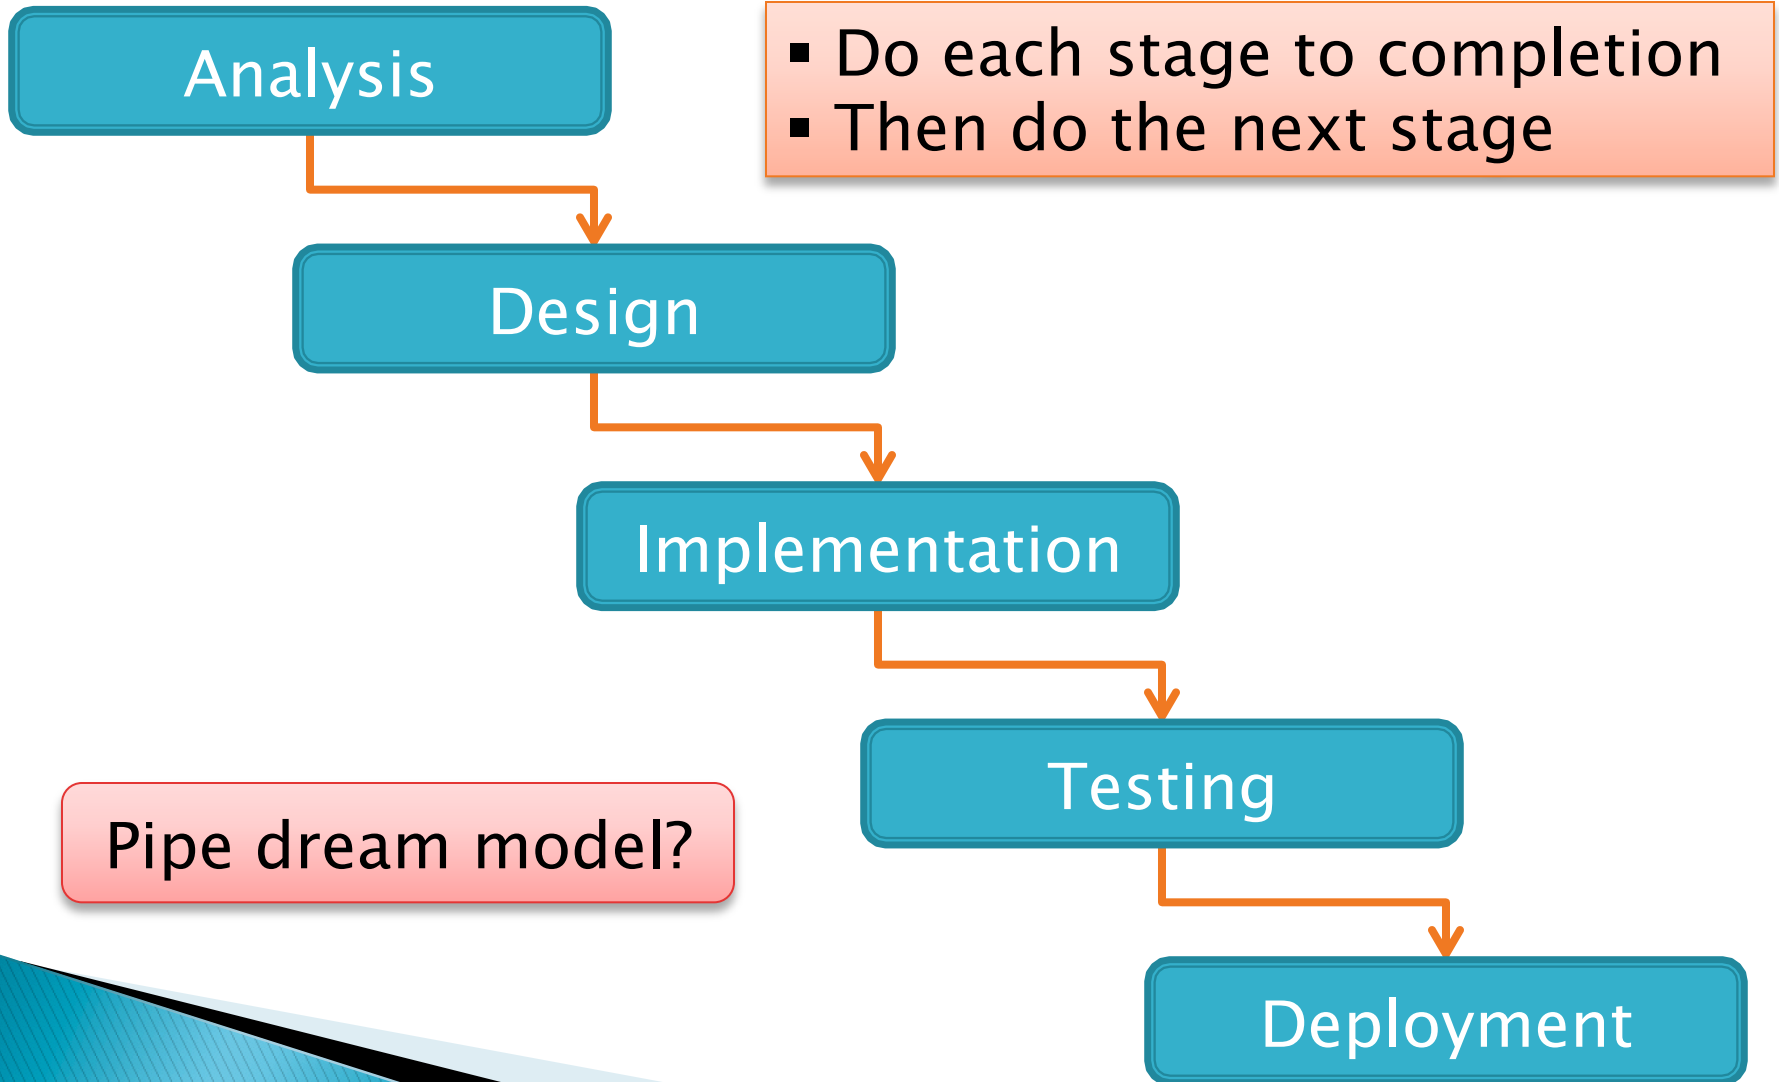 Analysis
▪ Do each stage to completion
▪ Then do the next stage
Design
Implementation
Testing
Pipe dream model?
Deployment